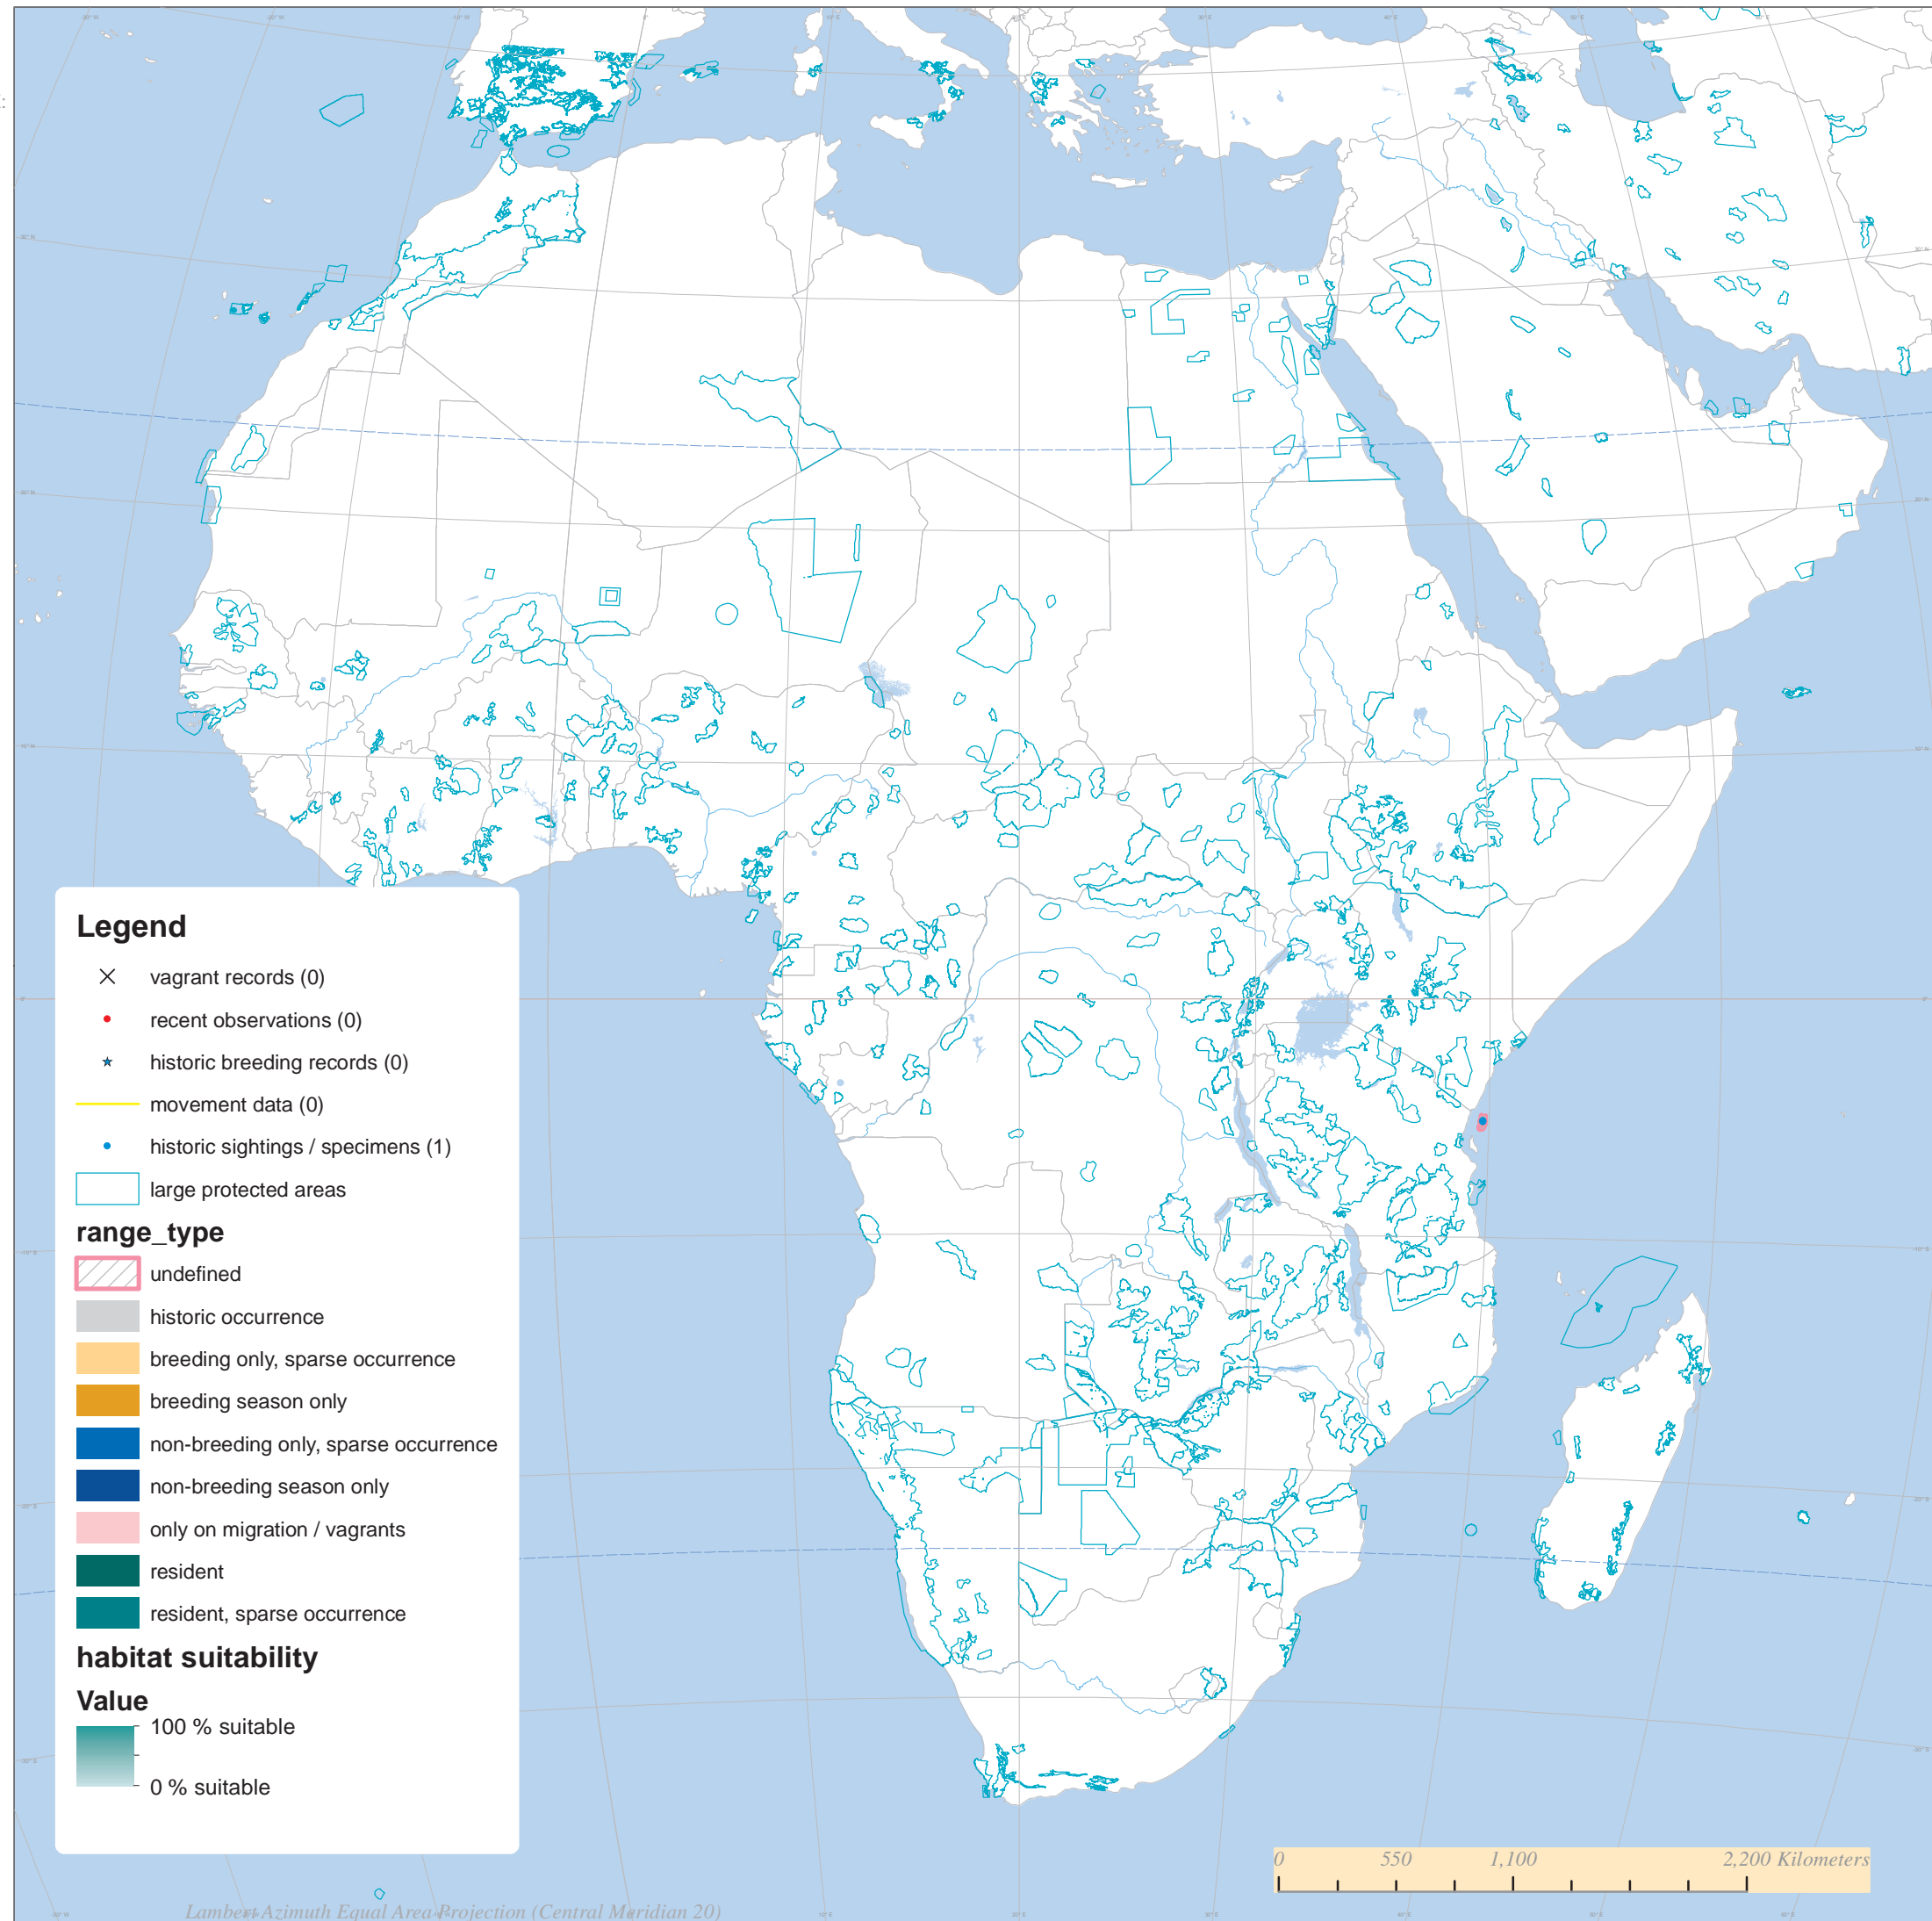 Legend
vagrant records (0)
recent observations (0)
historic breeding records (0)
movement data (0)
historic sightings / specimens (1)
large protected areas
range_type
undefined
historic occurrence
breeding only, sparse occurrence
breeding season only
non-breeding only, sparse occurrence
non-breeding season only
only on migration / vagrants
resident
resident, sparse occurrence
habitat suitability
Value
100 % suitable
0 % suitable
0 550 1,100 2,200 Kilometers
Lambert Azimuth Equal Area Projection (Central Meridian 20)